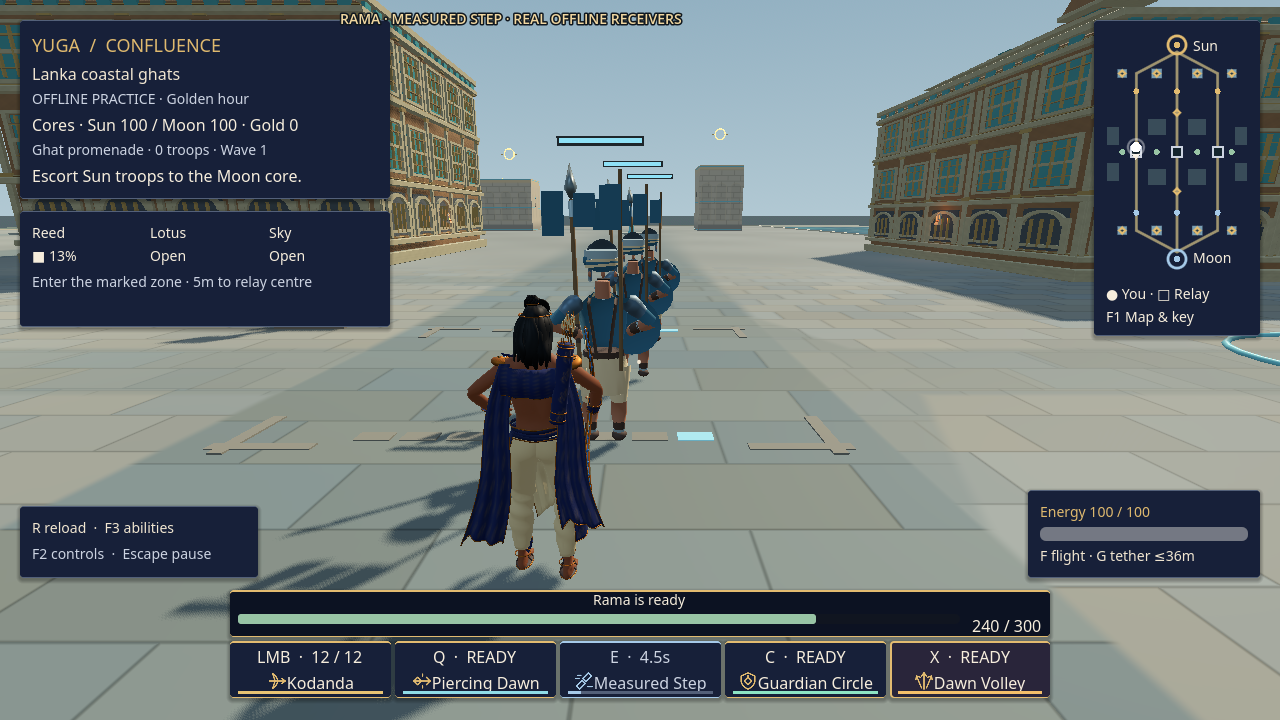 RAMA · MEASURED STEP · REAL OFFLINE RECEIVERS
YUGA / CONFLUENCE
Lanka coastal ghats
OFFLINE PRACTICE · Golden hour
Cores · Sun 100 / Moon 100 · Gold 0
Ghat promenade · 0 troops · Wave 1
Escort Sun troops to the Moon core.
Reed Lotus Sky
13% Open Open
Enter the marked zone · 5m to relay centre
Sun
Moon
You · Relay
F1 Map & key
R reload · F3 abilities
F2 controls · Escape pause
Energy 100 / 100
F flight · G tether ≤36m
Rama is ready
240 / 300
LMB · 12 / 12
Kodanda
Q · READY
Piercing Dawn
E · 4.5s
Measured Step
C · READY
Guardian Circle
X · READY
Dawn Volley